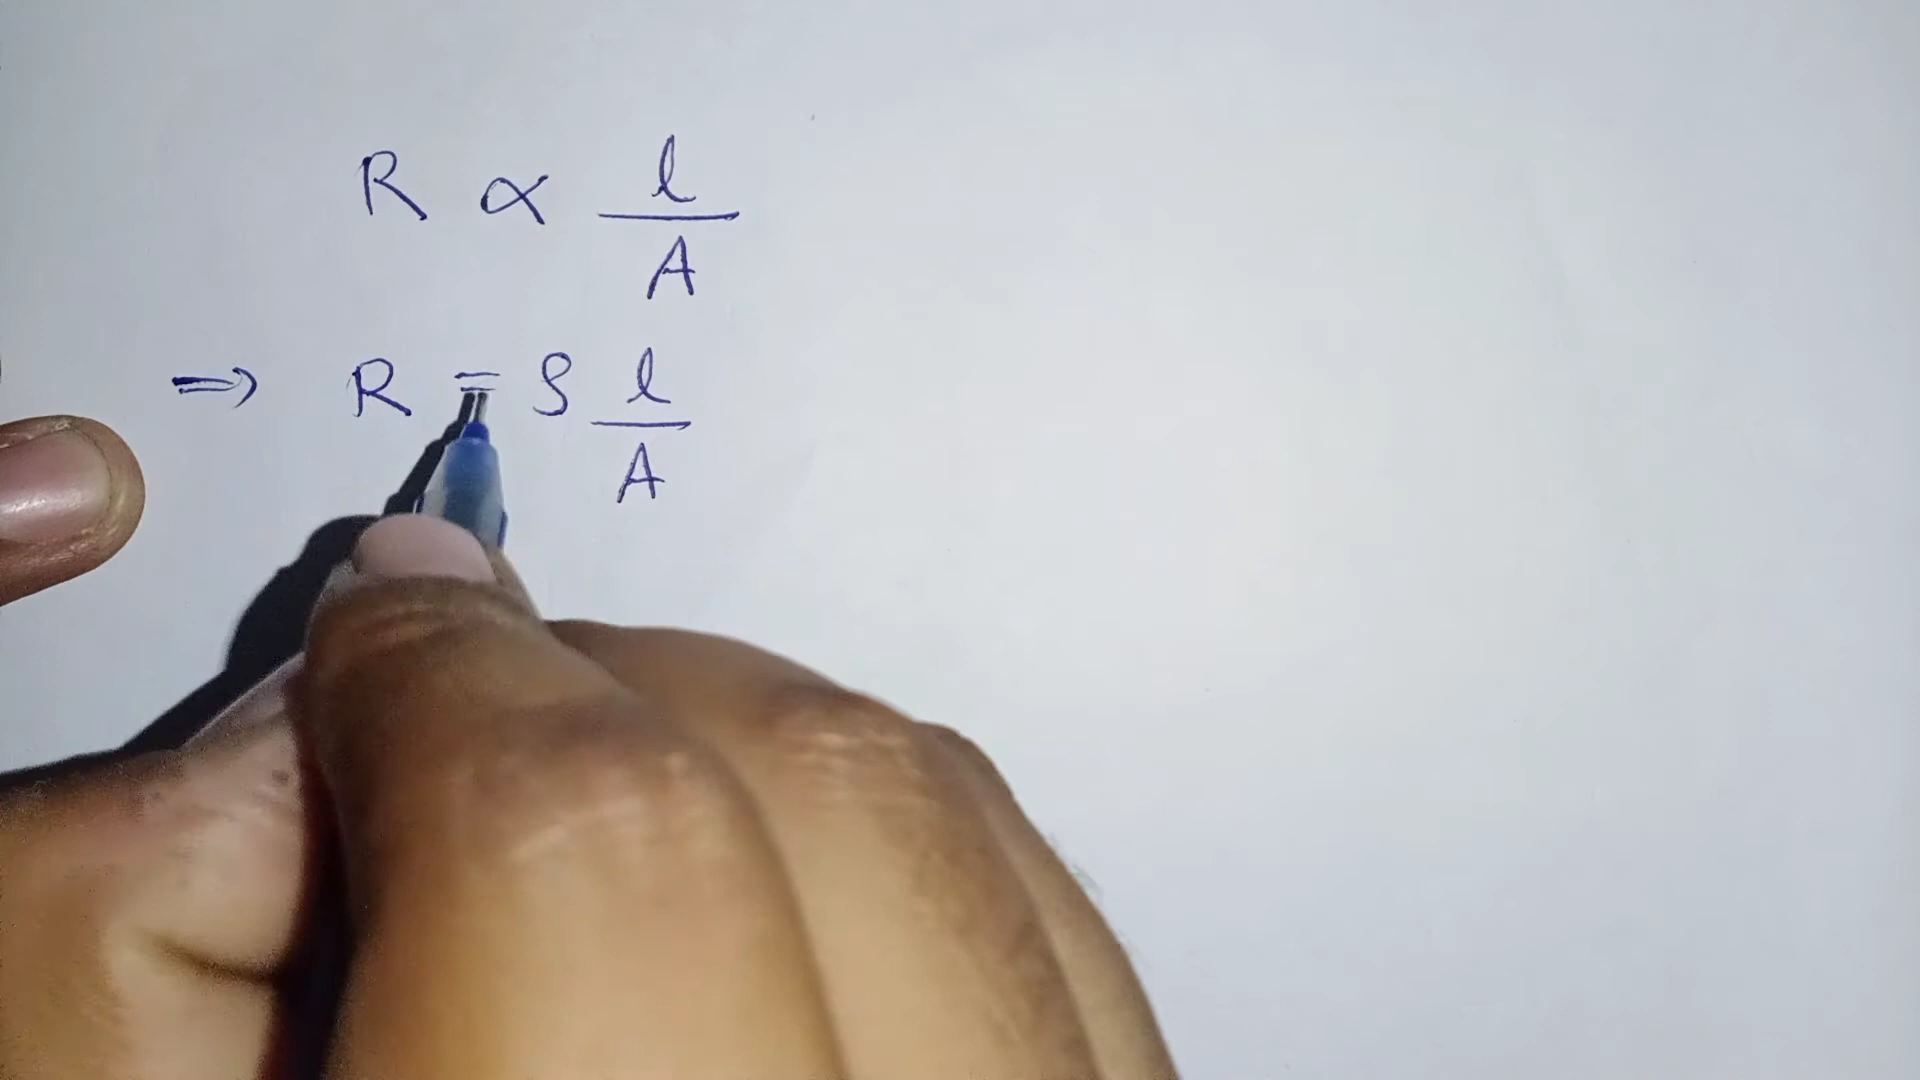 R ∝ l/A
⇒ R = ρ l/A